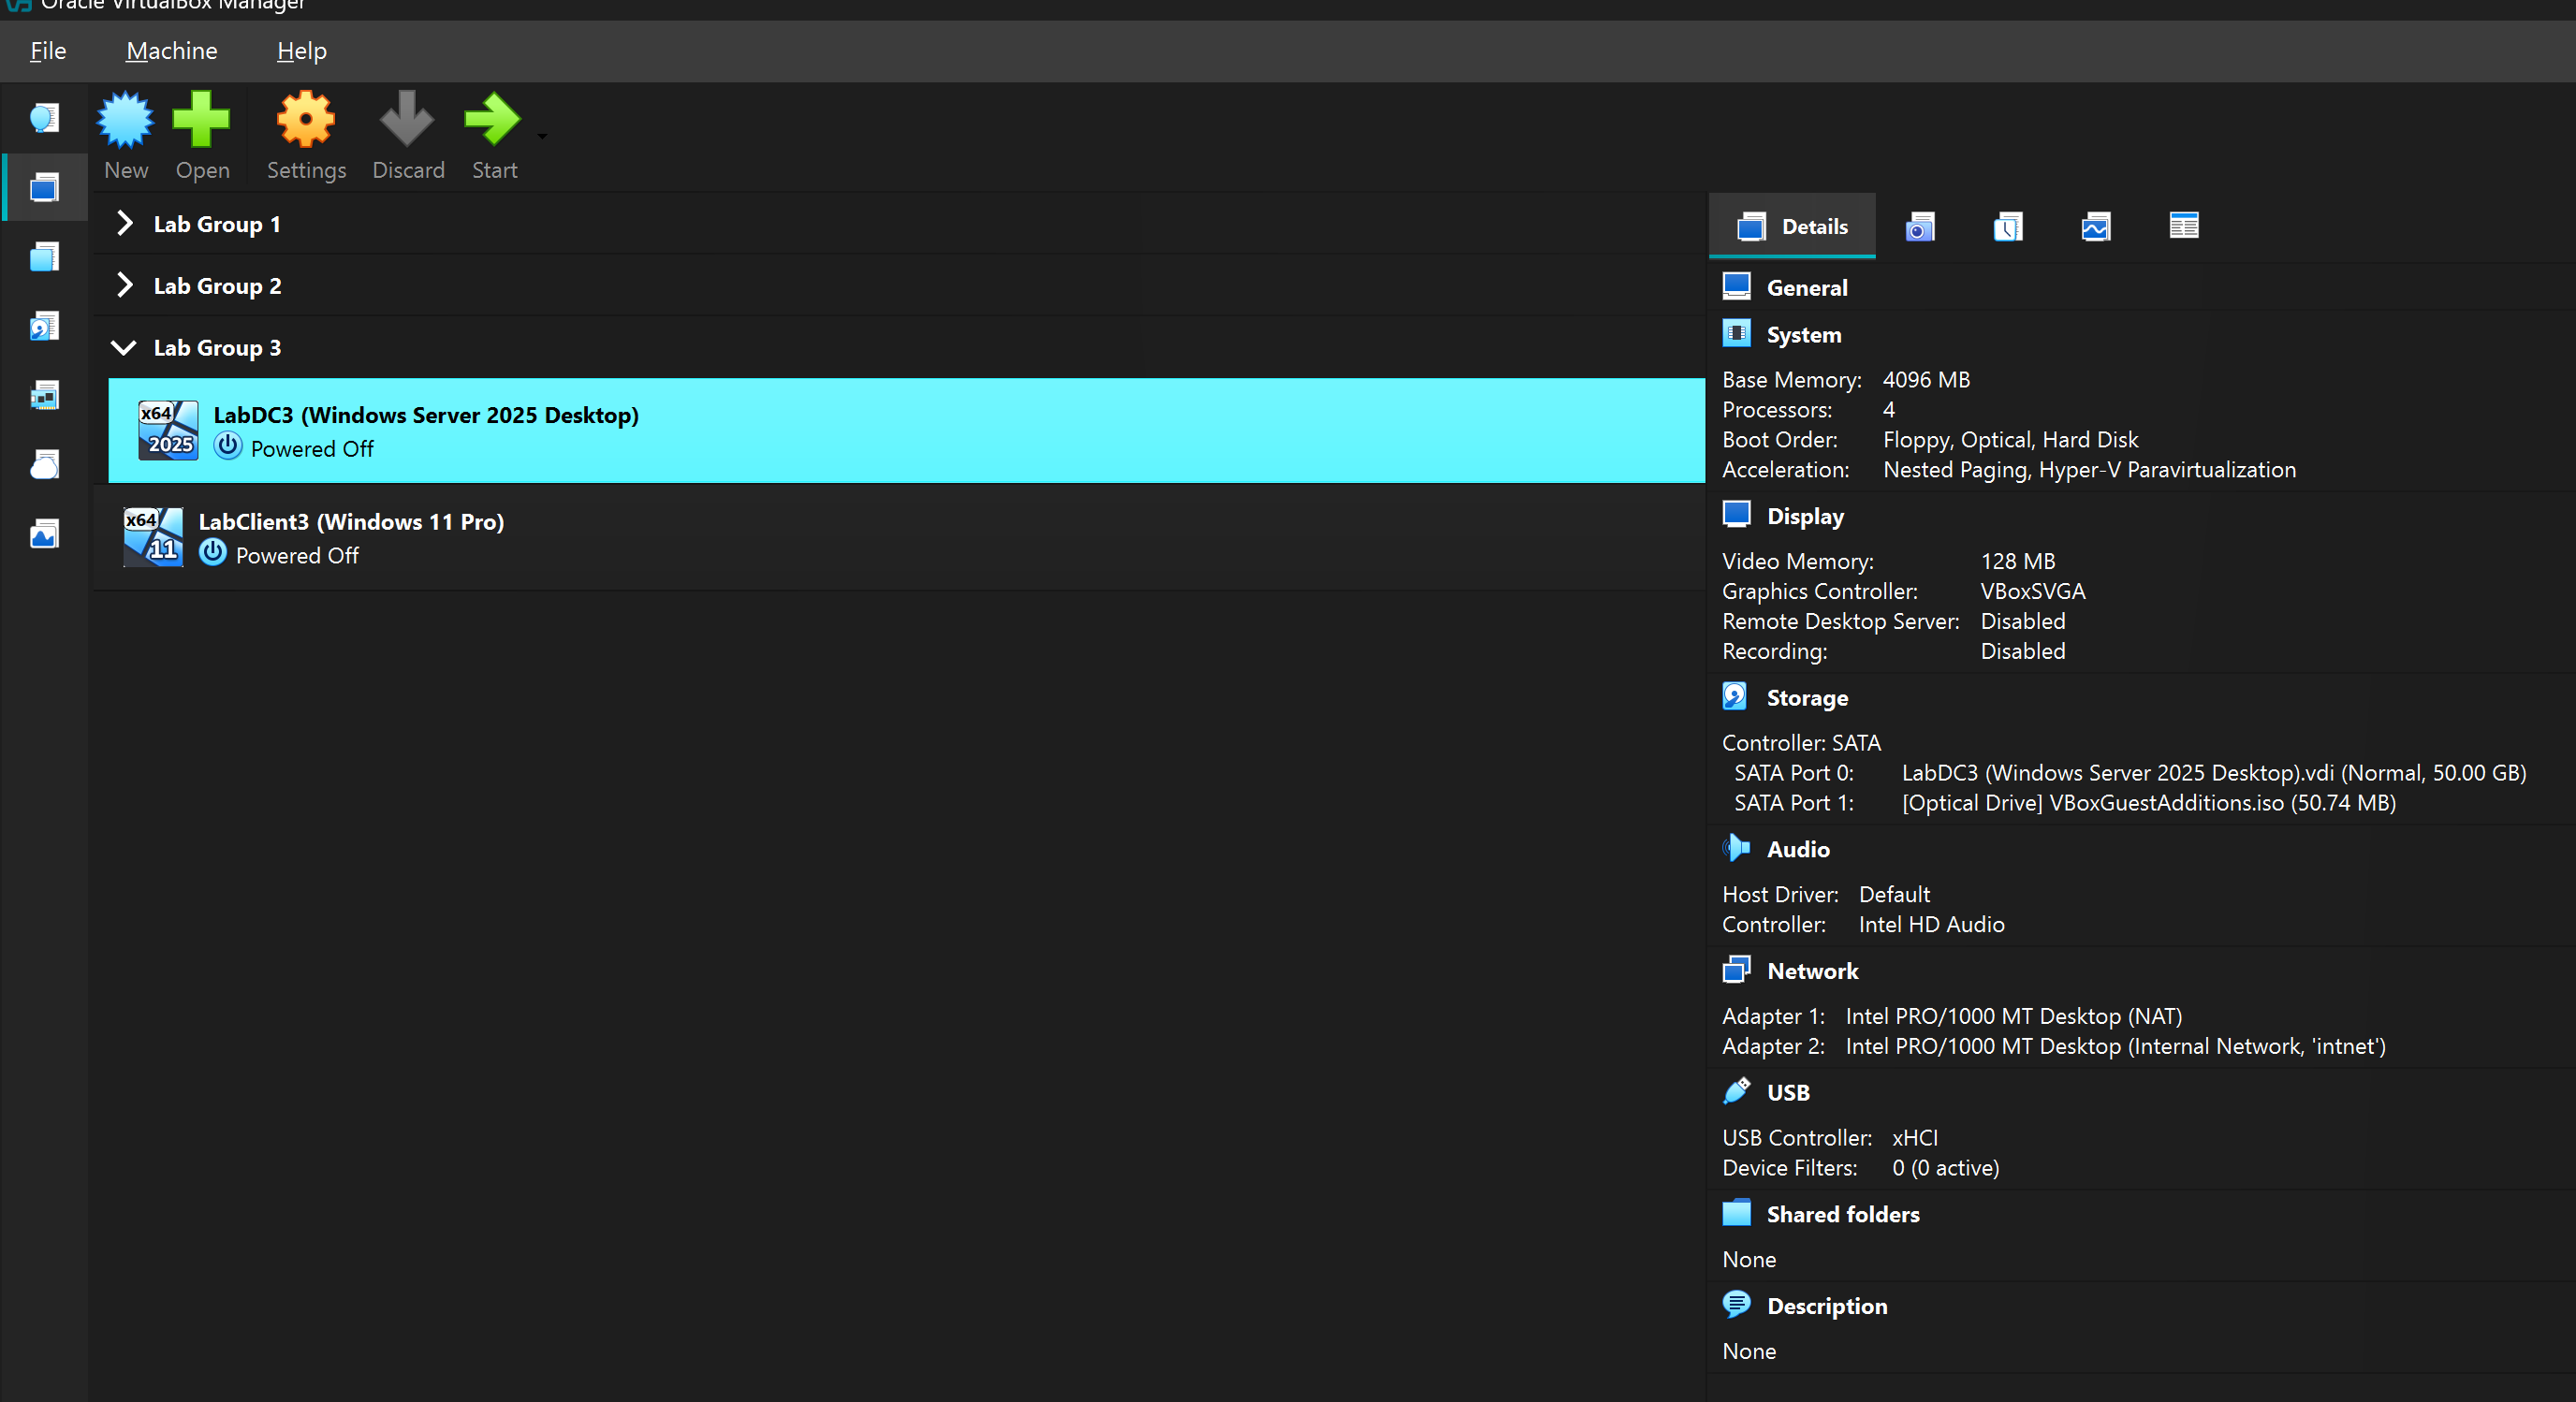 Oracle VirtualBox Manager
File Machine Help
New Open Settings Discard Start
Lab Group 1
Lab Group 2
Lab Group 3
x64 2025
LabDC3 (Windows Server 2025 Desktop)
Powered Off
x64 11
LabClient3 (Windows 11 Pro)
Powered Off
Details
General
System
Base Memory: 4096 MB
Processors: 4
Boot Order: Floppy, Optical, Hard Disk
Acceleration: Nested Paging, Hyper-V Paravirtualization
Display
Video Memory: 128 MB
Graphics Controller: VBoxSVGA
Remote Desktop Server: Disabled
Recording: Disabled
Storage
Controller: SATA
SATA Port 0: LabDC3 (Windows Server 2025 Desktop).vdi (Normal, 50.00 GB)
SATA Port 1: [Optical Drive] VBoxGuestAdditions.iso (50.74 MB)
Audio
Host Driver: Default
Controller: Intel HD Audio
Network
Adapter 1: Intel PRO/1000 MT Desktop (NAT)
Adapter 2: Intel PRO/1000 MT Desktop (Internal Network, 'intnet')
USB
USB Controller: xHCI
Device Filters: 0 (0 active)
Shared folders
None
Description
None